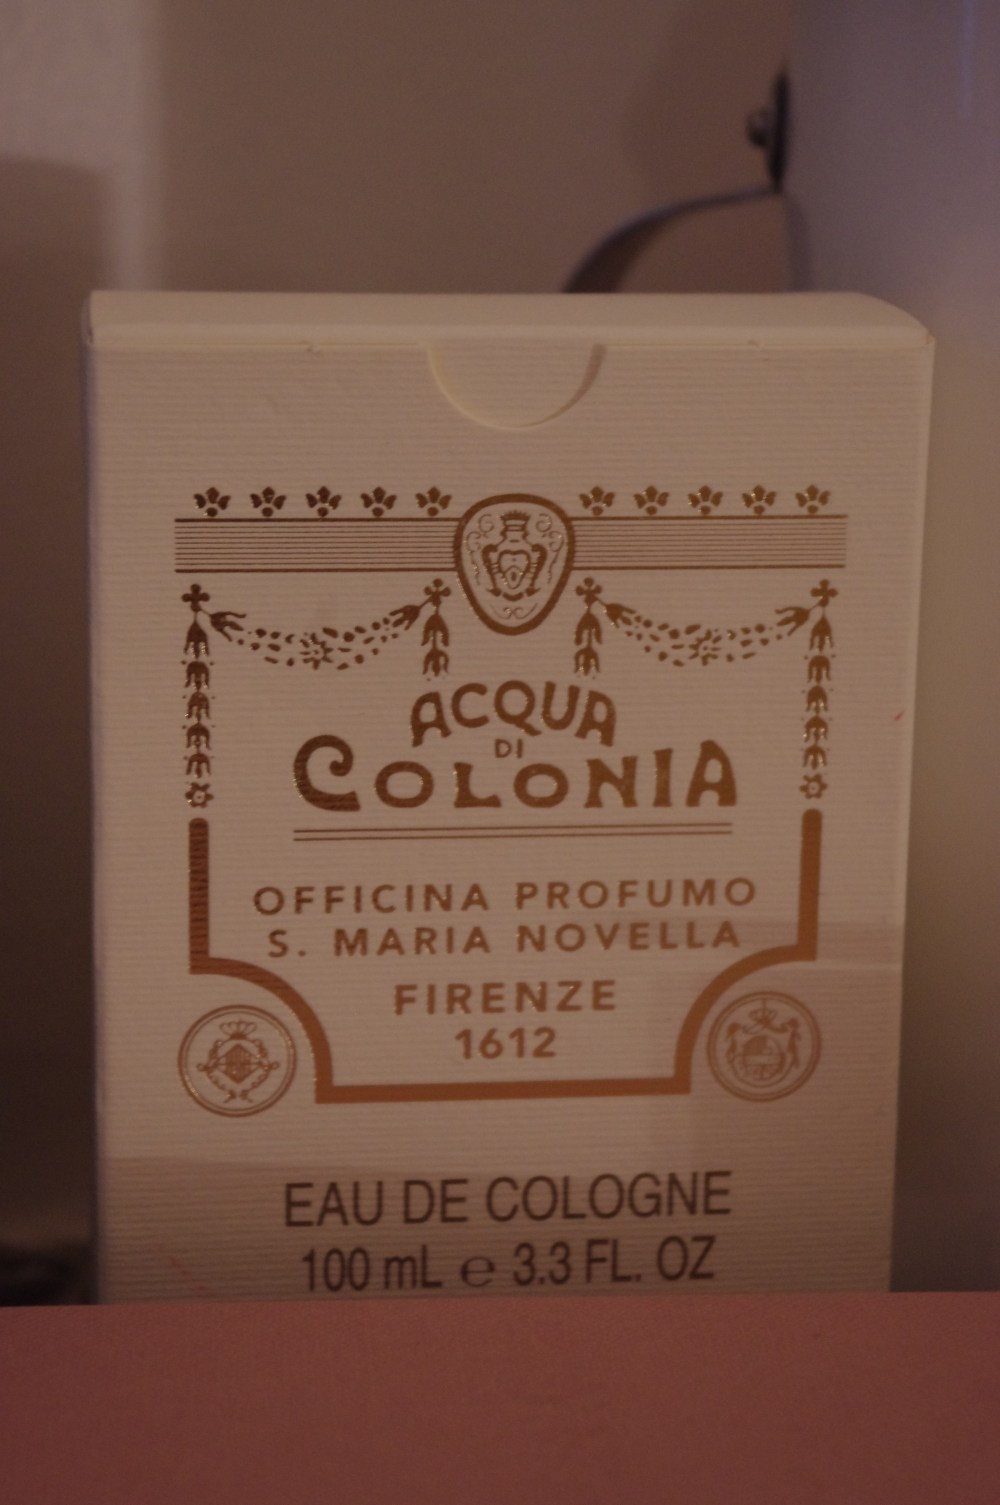 ACQUA
DI
COLONIA
OFFICINA PROFUMO
S. MARIA NOVELLA
FIRENZE
1612
EAU DE COLOGNE
100 mL ℮ 3.3 FL. OZ